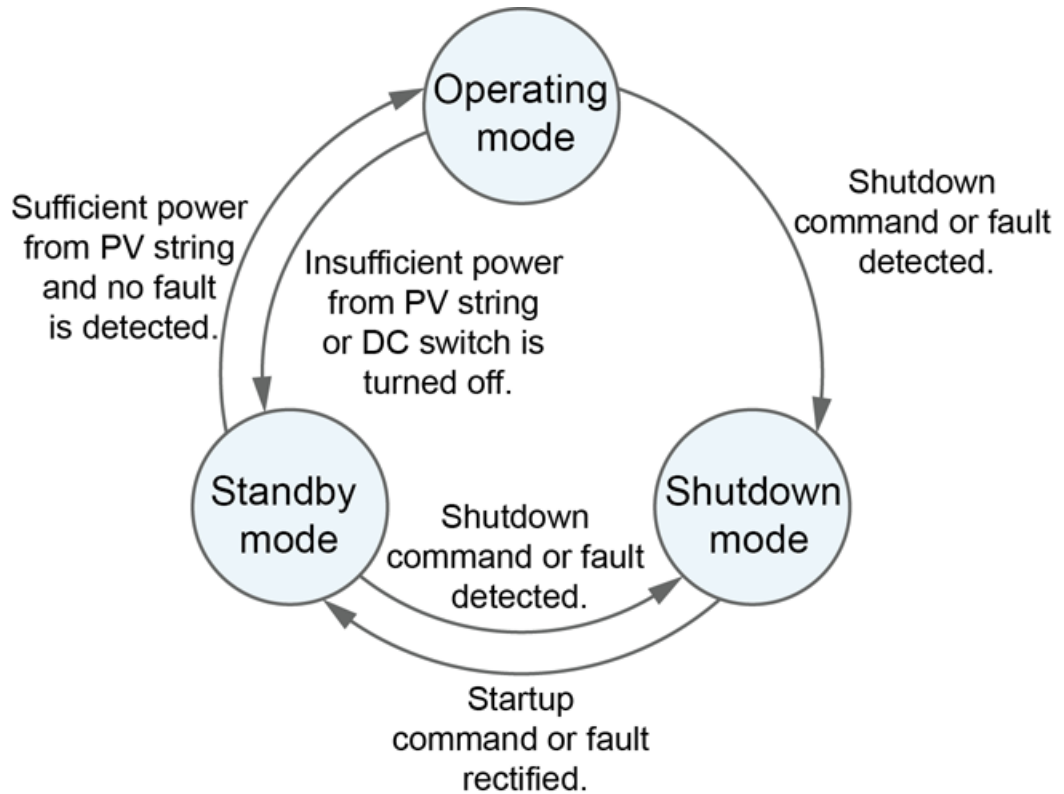 Operating
mode
Shutdown
command or fault
detected.
Sufficient power
from PV string
and no fault
is detected.
Insufficient power
from PV string
or DC switch is
turned off.
Standby
mode
Shutdown
command or fault
detected.
Shutdown
mode
Startup
command or fault
rectified.